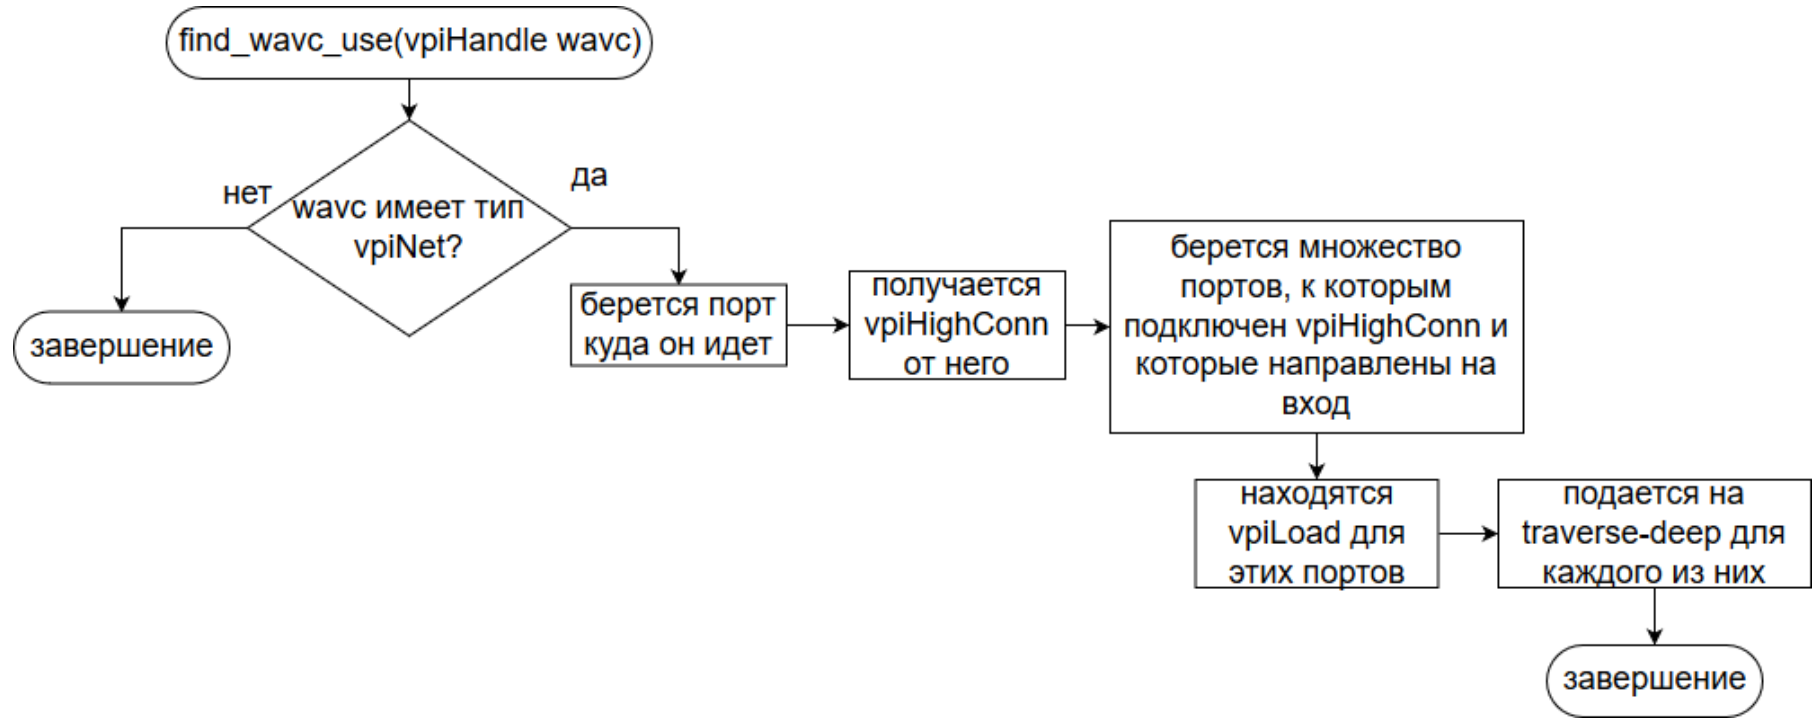 find_wavc_use(vpiHandle wavc)
нет
да
wavc имеет тип
vpiNet?
завершение
берется порт
куда он идет
получается
vpiHighConn
от него
берется множество
портов, к которым
подключен vpiHighConn и
которые направлены на
вход
находятся
vpiLoad для
этих портов
подается на
traverse-deep для
каждого из них
завершение